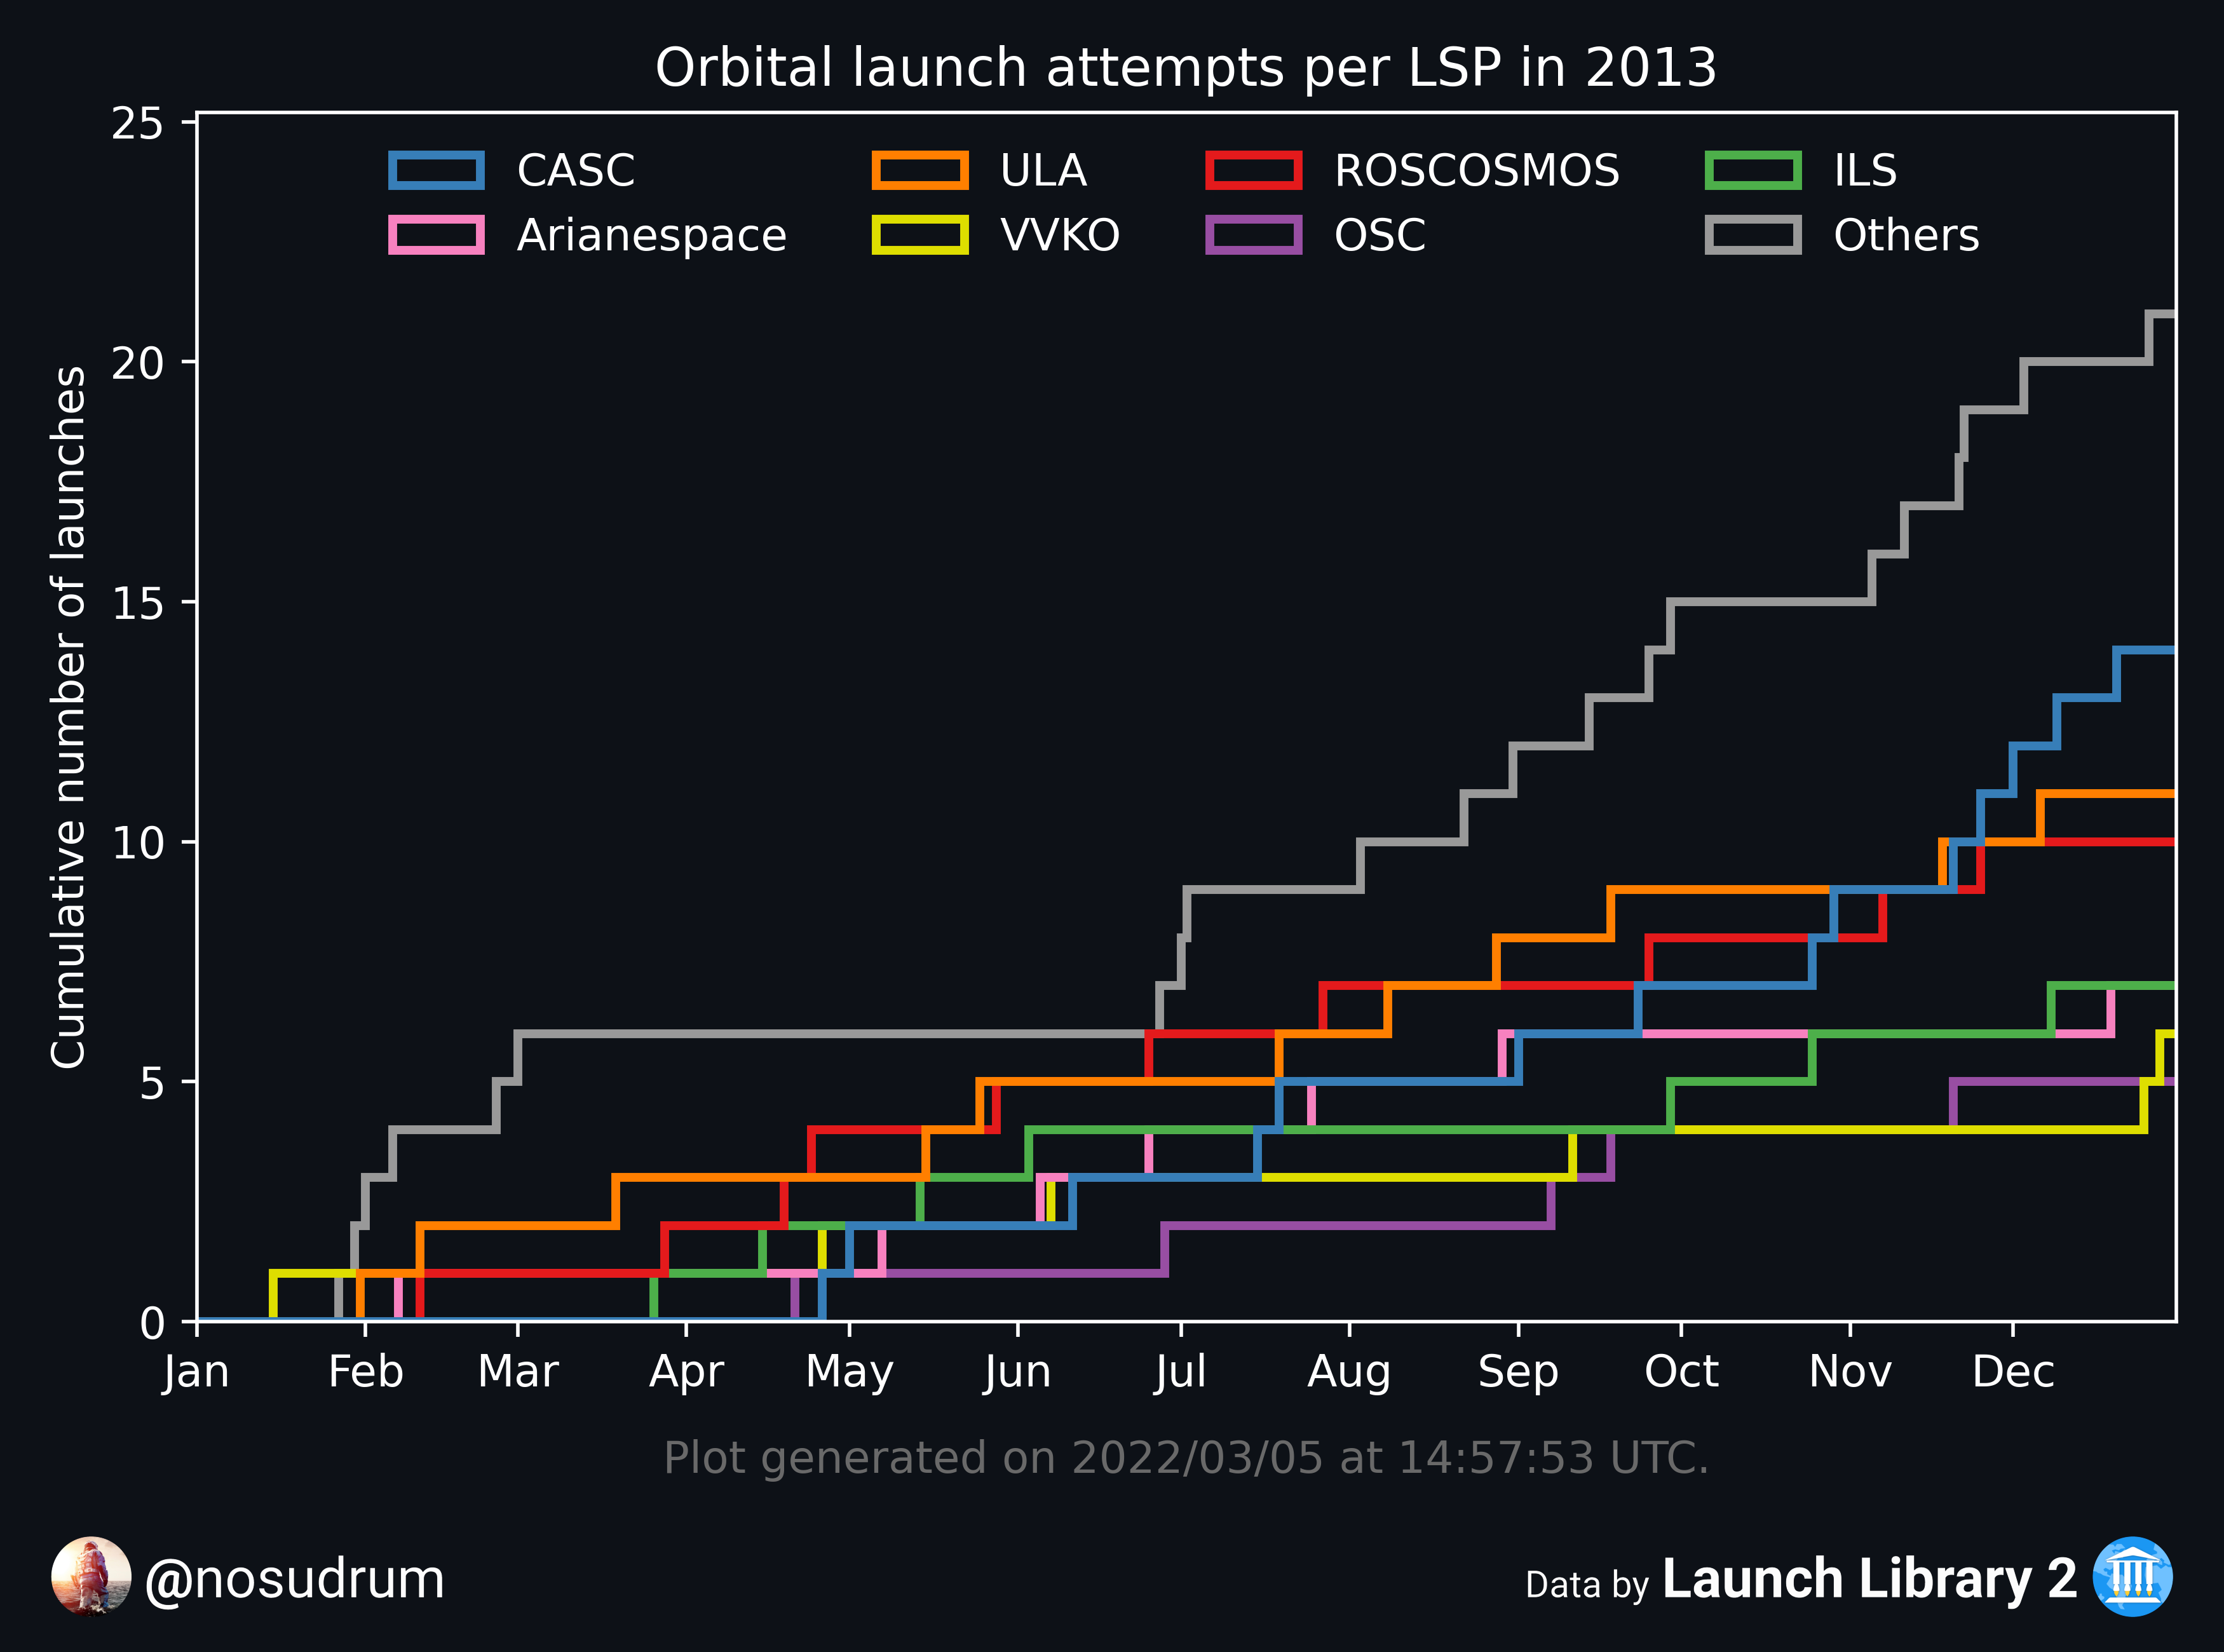 Orbital launch attempts per LSP in 2013
CASC ULA ROSCOSMOS ILS
Arianespace VVKO OSC Others
Cumulative number of launches
25
20
15
10
5
0
Jan Feb Mar Apr May Jun Jul Aug Sep Oct Nov Dec
Plot generated on 2022/03/05 at 14:57:53 UTC.
@nosudrum
Data by Launch Library 2